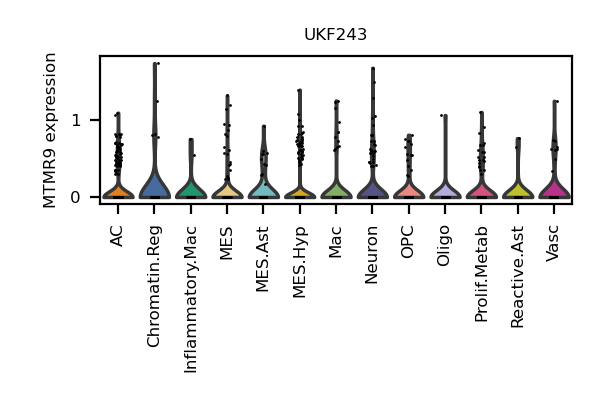 UKF243
MTMR9 expression
1
0
AC
Chromatin.Reg
Inflammatory.Mac
MES
MES.Ast
MES.Hyp
Mac
Neuron
OPC
Oligo
Prolif.Metab
Reactive.Ast
Vasc